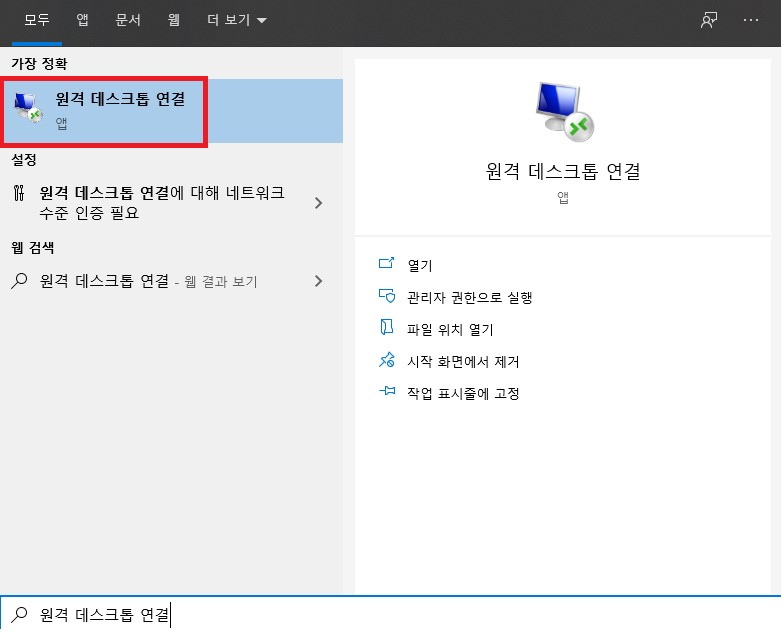 모두 앱 문서 웹 더 보기
가장 정확
원격 데스크톱 연결
앱
설정
원격 데스크톱 연결에 대해 네트워크
수준 인증 필요
웹 검색
원격 데스크톱 연결 - 웹 결과 보기
원격 데스크톱 연결
앱
열기
관리자 권한으로 실행
파일 위치 열기
시작 화면에서 제거
작업 표시줄에 고정
원격 데스크톱 연결